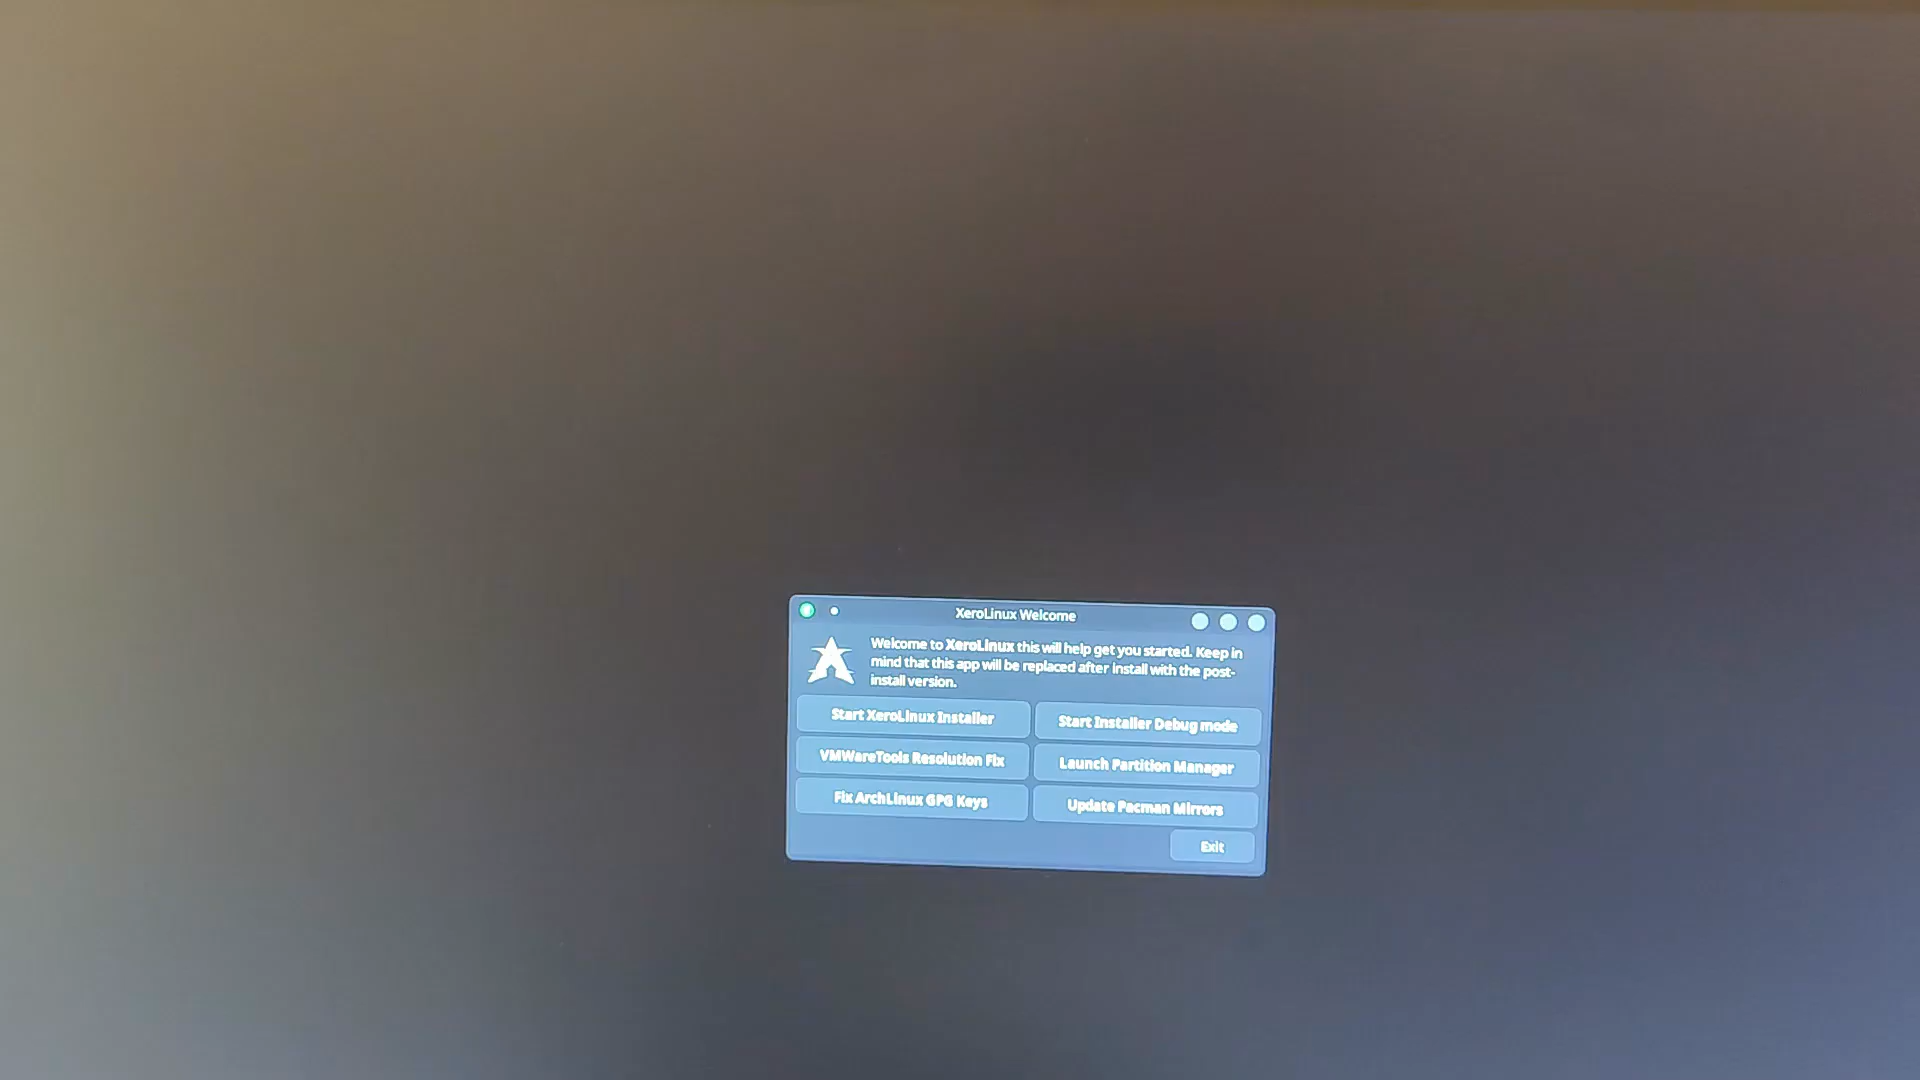 XeroLinux Welcome
Welcome to XeroLinux this will help get you started. Keep in
mind that this app will be replaced after install with the post-
install version.
Start XeroLinux Installer
Start Installer Debug mode
VMWareTools Resolution Fix
Launch Partition Manager
Fix ArchLinux GPG Keys
Update Pacman Mirrors
Exit